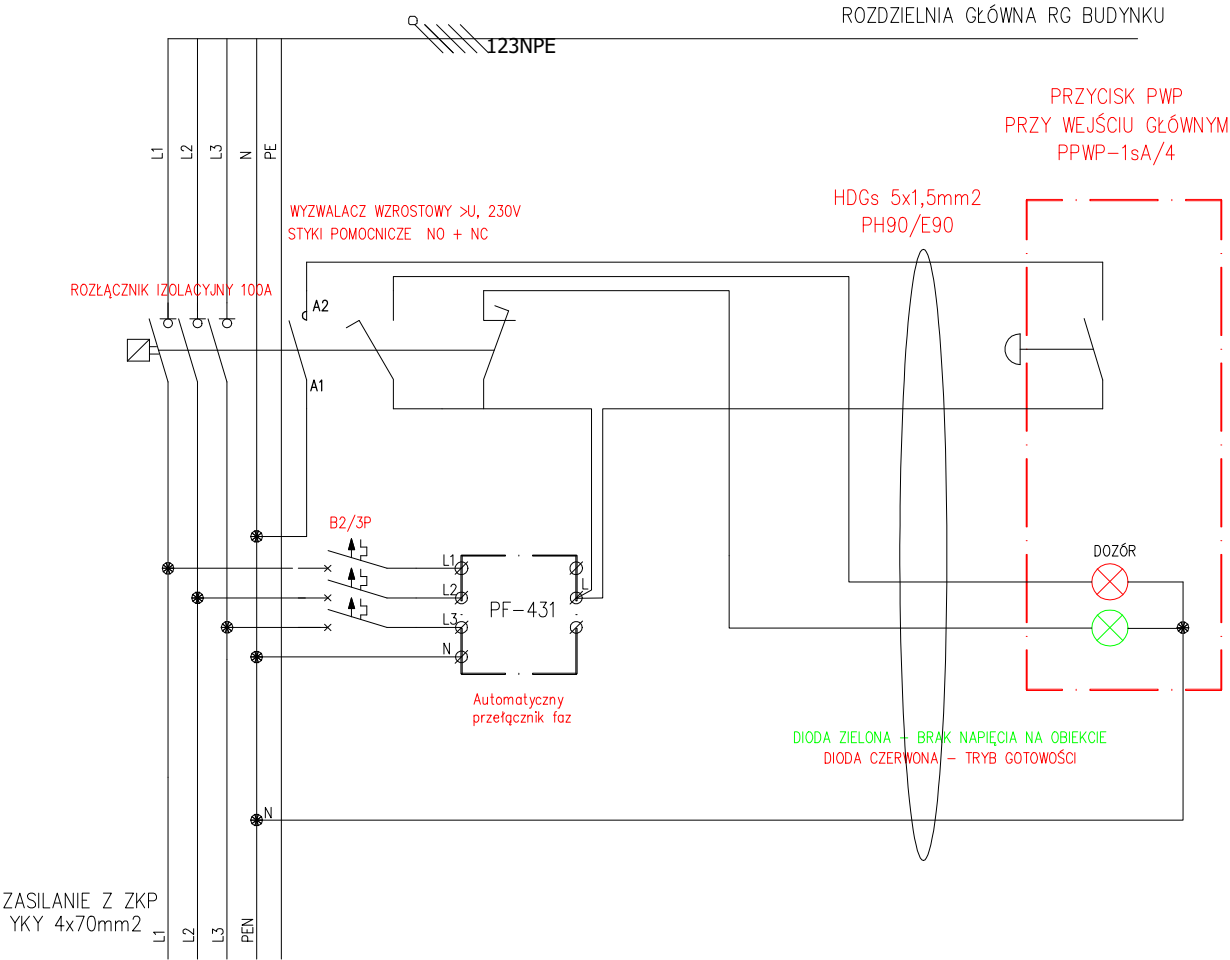 ROZDZIELNIA GŁÓWNA RG BUDYNKU
123NPE
PRZYCISK PWP
PRZY WEJŚCIU GŁÓWNYM
PPWP-1sA/4
L1
L2
L3
N
PE
HDGs 5x1,5mm2
PH90/E90
WYZWALACZ WZROSTOWY >U, 230V
STYKI POMOCNICZE NO + NC
ROZŁĄCZNIK IZOLACYJNY 100A
A2
A1
B2/3P
L1
L2
L3
N
L
PF-431
DOZÓR
Automatyczny
przełącznik faz
DIODA ZIELONA - BRAK NAPIĘCIA NA OBIEKCIE
DIODA CZERWONA - TRYB GOTOWOŚCI
N
ZASILANIE Z ZKP
YKY 4x70mm2
L1
L2
L3
PEN